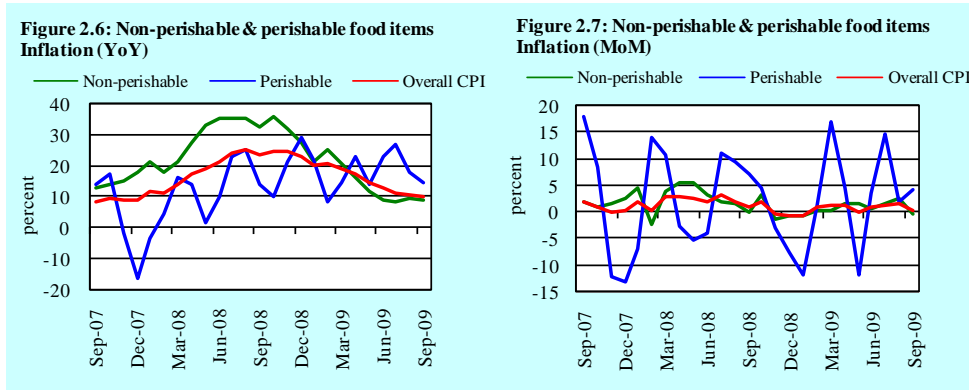 Figure 2.6: Non-perishable & perishable food items
Inflation (YoY)
Non-perishable Perishable Overall CPI
percent
40
30
20
10
0
-10
-20
Sep-07
Dec-07
Mar-08
Jun-08
Sep-08
Dec-08
Mar-09
Jun-09
Sep-09
Figure 2.7: Non-perishable & perishable food items
Inflation (MoM)
Non-perishable Perishable Overall CPI
percent
20
15
10
5
0
-5
-10
-15
Sep-07
Dec-07
Mar-08
Jun-08
Sep-08
Dec-08
Mar-09
Jun-09
Sep-09